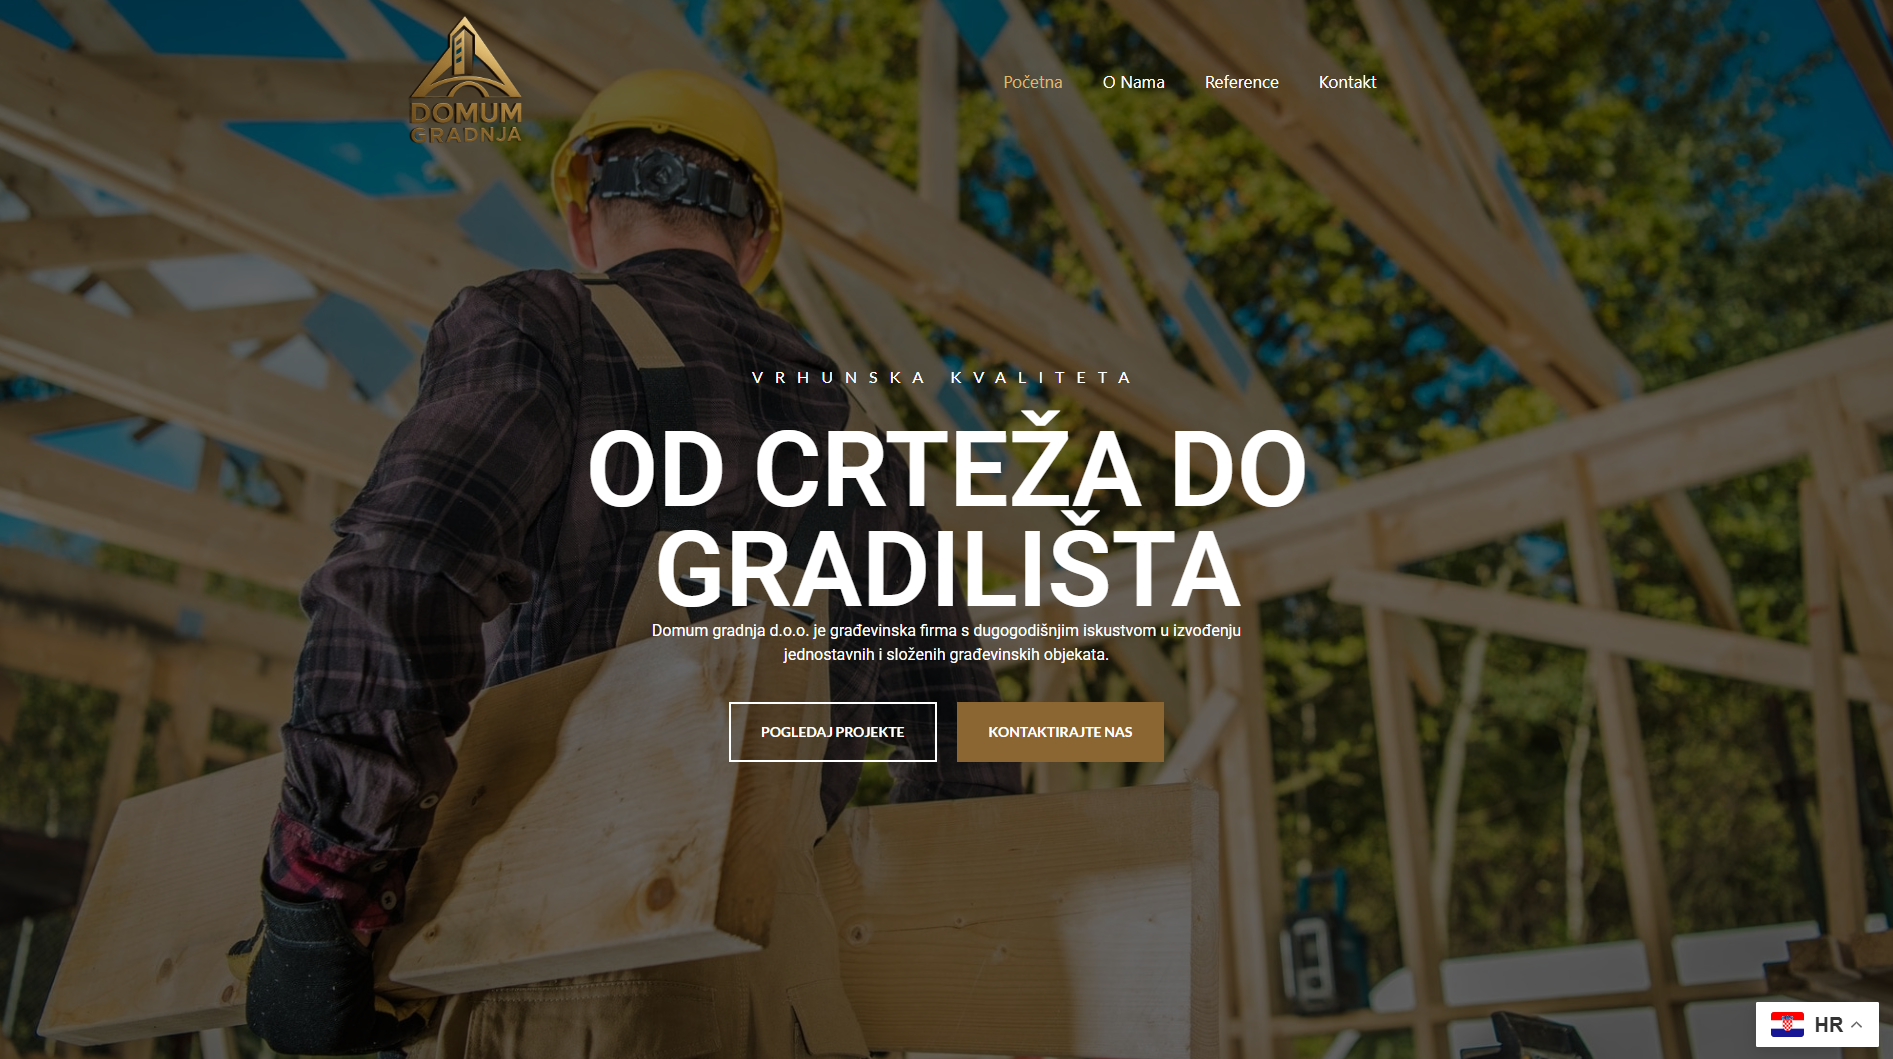 DOMUM
GRADNJA
Početna
O Nama
Reference
Kontakt
VRHUNSKA KVALITETA
OD CRTEŽA DO
GRADILIŠTA
Domum gradnja d.o.o. je građevinska firma s dugogodišnjim iskustvom u izvođenju
jednostavnih i složenih građevinskih objekata.
POGLEDAJ PROJEKTE
KONTAKTIRAJTE NAS
HR